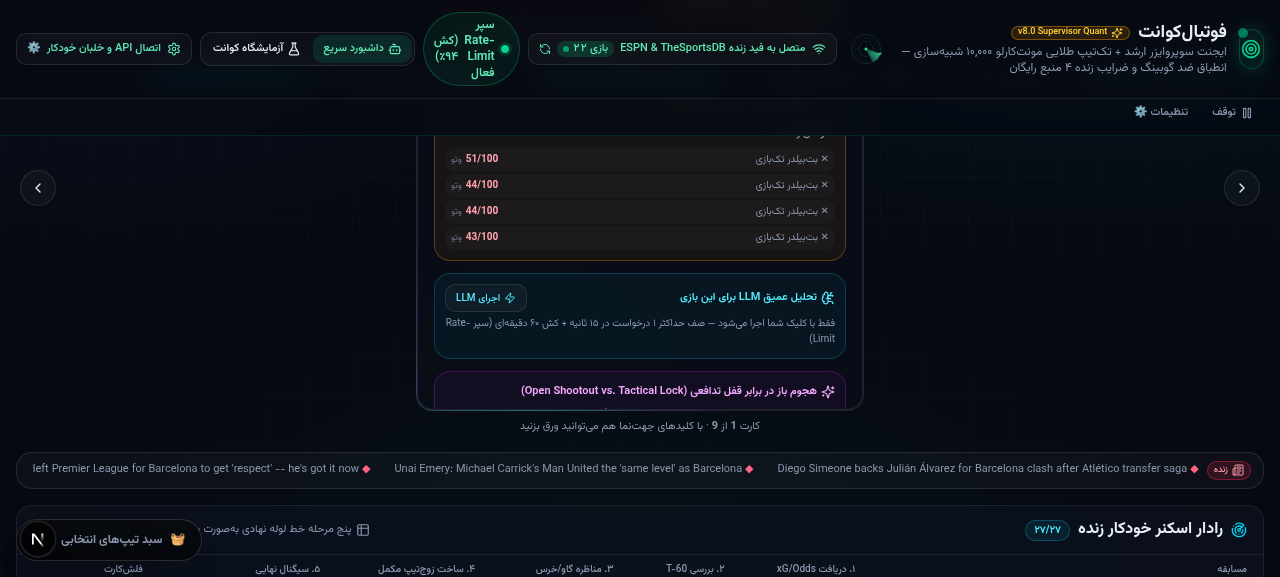 فوتبال‌کوانت
v8.0 Supervisor Quant
ایجنت سوپروایزر ارشد + تک‌تیپ طلایی مونت‌کارلو ۱۰,۰۰۰ شبیه‌سازی —
انطباق ضد گوبینگ و ضرایب زنده ۴ منبع رایگان
متصل به فید زنده ESPN & TheSportsDB
۲۲ بازی
سپر
Rate- (کش
Limit ۹۴٪)
فعال
داشبورد سریع
آزمایشگاه کوانت
اتصال API و خلبان خودکار ⚙️
توقف
تنظیمات ⚙️
✕ بت‌بیلدر تک‌بازی 51/100 وتو
✕ بت‌بیلدر تک‌بازی 44/100 وتو
✕ بت‌بیلدر تک‌بازی 44/100 وتو
✕ بت‌بیلدر تک‌بازی 43/100 وتو
تحلیل عمیق LLM برای این بازی
اجرای LLM
فقط با کلیک شما اجرا می‌شود — صف حداکثر ۱ درخواست در ۱۵ ثانیه + کش ۶۰ دقیقه‌ای (سپر Rate-
Limit)
هجوم باز در برابر قفل تدافعی (Open Shootout vs. Tactical Lock)
کارت 1 از 9 · با کلیدهای جهت‌نما هم می‌توانید ورق بزنید
زنده
Diego Simeone backs Julián Álvarez for Barcelona clash after Atlético transfer saga
Unai Emery: Michael Carrick's Man United the 'same level' as Barcelona
left Premier League for Barcelona to get 'respect' -- he's got it now
رادار اسکنر خودکار زنده
۲۷/۲۷
پنج مرحله خط لوله نهادی به‌صورت
سبد تیپ‌های انتخابی
N
مسابقه
۱. دریافت xG/Odds
۲. بررسی T-60
۳. مناظره گاو/خرس
۴. ساخت زوج‌تیپ مکمل
۵. سیگنال نهایی
فلش‌کارت